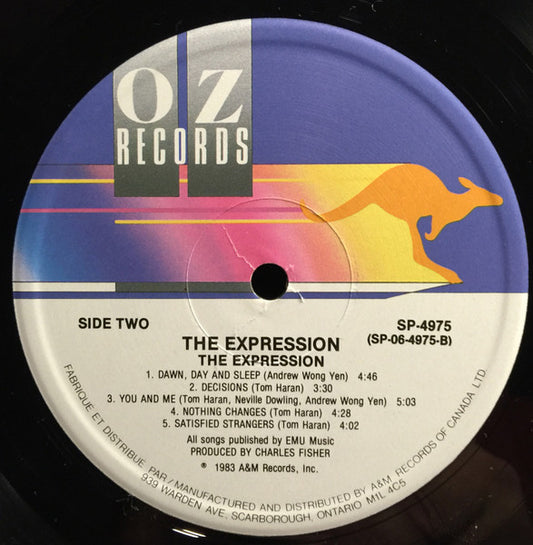 OZ
RECORDS
SIDE TWO
SP-4975
(SP-06-4975-B)
THE EXPRESSION
THE EXPRESSION
1. DAWN, DAY AND SLEEP (Andrew Wong Yen) 4:46
2. DECISIONS (Tom Haran) 3:30
3. YOU AND ME (Tom Haran, Neville Dowling, Andrew Wong Yen) 5:03
4. NOTHING CHANGES (Tom Haran) 4:28
5. SATISFIED STRANGERS (Tom Haran) 4:02
All songs published by EMU Music
PRODUCED BY CHARLES FISHER
℗ 1983 A&M Records, Inc.
FABRIQUE ET DISTRIBUE PAR/MANUFACTURED AND DISTRIBUTED BY A&M RECORDS OF CANADA LTD.
939 WARDEN AVE. SCARBOROUGH, ONTARIO M1L 4C5